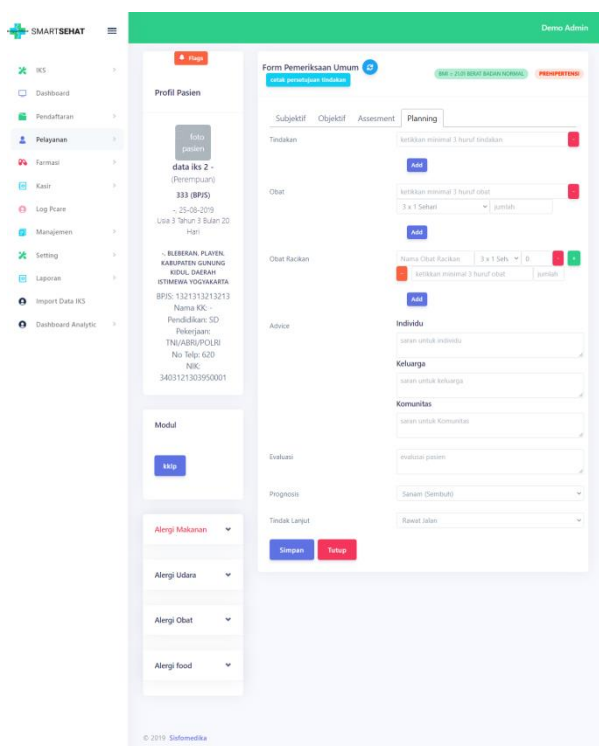 SMARTSEHAT
Demo Admin
IKS
Dashboard
Pendaftaran
Pelayanan
Farmasi
Kasir
Log Pcare
Manajemen
Setting
Laporan
Import Data IKS
Dashboard Analytic
Flags
Profil Pasien
foto
pasien
data iks 2 -
(Perempuan)
333 (BPJS)
-, 25-08-2019
Usia 3 Tahun 3 Bulan 20
Hari
-, BLEBERAN, PLAYEN,
KABUPATEN GUNUNG
KIDUL, DAERAH
ISTIMEWA YOGYAKARTA
BPJS: 1321313213213
Nama KK: -
Pendidikan: SD
Pekerjaan:
TNI/ABRI/POLRI
No Telp: 620
NIK:
3403121303950001
Modul
kkip
Alergi Makanan
Alergi Udara
Alergi Obat
Alergi food
Form Pemeriksaan Umum
cetak persetujuan tindakan
BERAT BADAN NORMAL
PREHIPERTENSI
Subjektif Objektif Assesment Planning
Tindakan
ketikkan minimal 3 huruf tindakan
-
Add
Obat
ketikkan minimal 3 huruf obat
-
3 x 1 Sehari jumlah
Add
Obat Racikan
Nama Obat Racikan 3 x 1 Seh 0 - +
- ketikkan minimal 3 huruf obat jumlah
Add
Advice
Individu
saran untuk individu
Keluarga
saran untuk keluarga
Komunitas
saran untuk Komunitas
Evaluasi
evaluasi pasien
Prognosis
Sanam (Sembuh)
Tindak Lanjut
Rawat Jalan
Simpan Tutup
© 2019 Sisfomedika